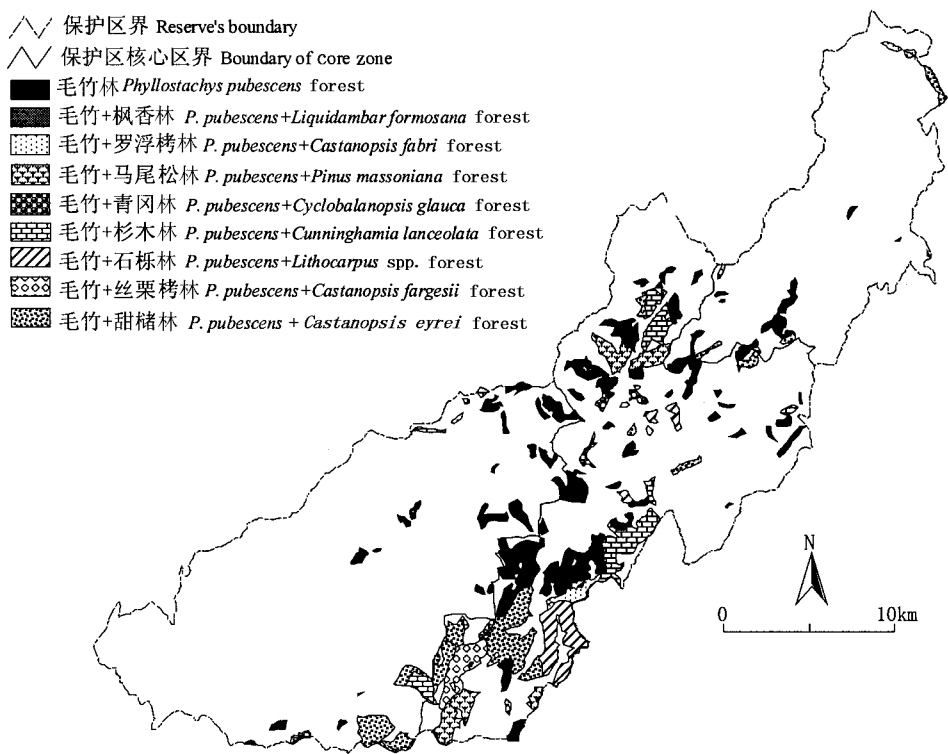 保护区界 Reserve's boundary
保护区核心区界 Boundary of core zone
毛竹林 Phyllostachys pubescens forest
毛竹+枫香林 P. pubescens+Liquidambar formosana forest
毛竹+罗浮栲林 P. pubescens+Castanopsis fabri forest
毛竹+马尾松林 P. pubescens+Pinus massoniana forest
毛竹+青冈林 P. pubescens+Cyclobalanopsis glauca forest
毛竹+杉木林 P. pubescens+Cunninghamia lanceolata forest
毛竹+石栎林 P. pubescens+Lithocarpus spp. forest
毛竹+丝栗栲林 P. pubescens+Castanopsis fargesii forest
毛竹+甜槠林 P. pubescens + Castanopsis eyrei forest
N
0 10km